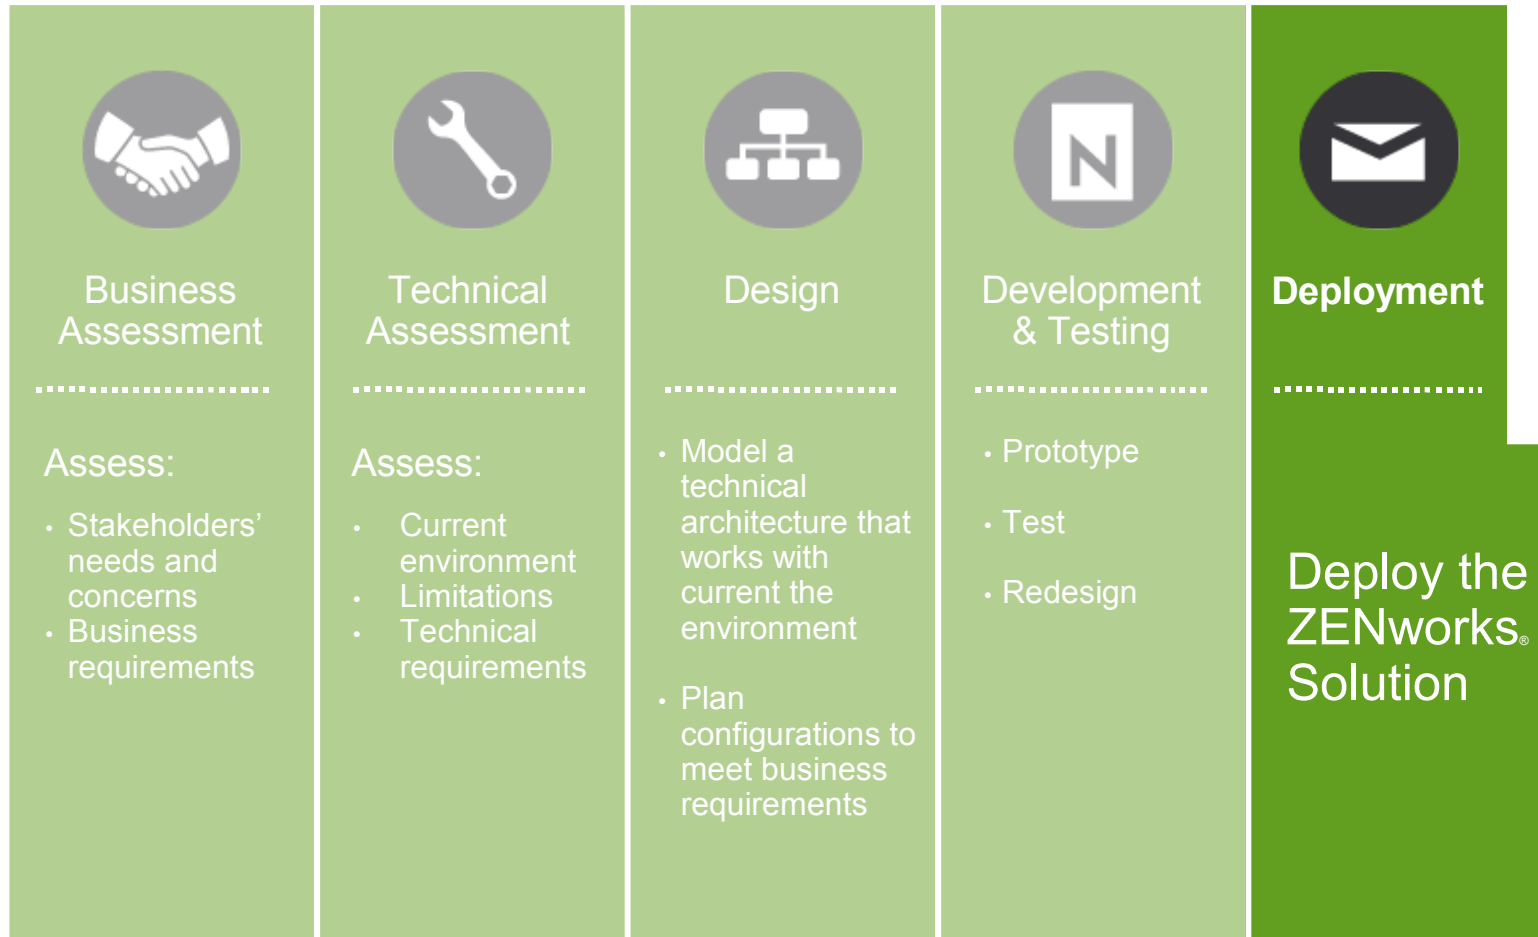 Business
Assessment
Assess:
• Stakeholders’
needs and
concerns
• Business
requirements
Technical
Assessment
Assess:
• Current
environment
• Limitations
• Technical
requirements
Design
• Model a
technical
architecture that
works with
current the
environment
• Plan
configurations to
meet business
requirements
N
Development
& Testing
• Prototype
• Test
• Redesign
Deployment
Deploy the
ZENworks®
Solution